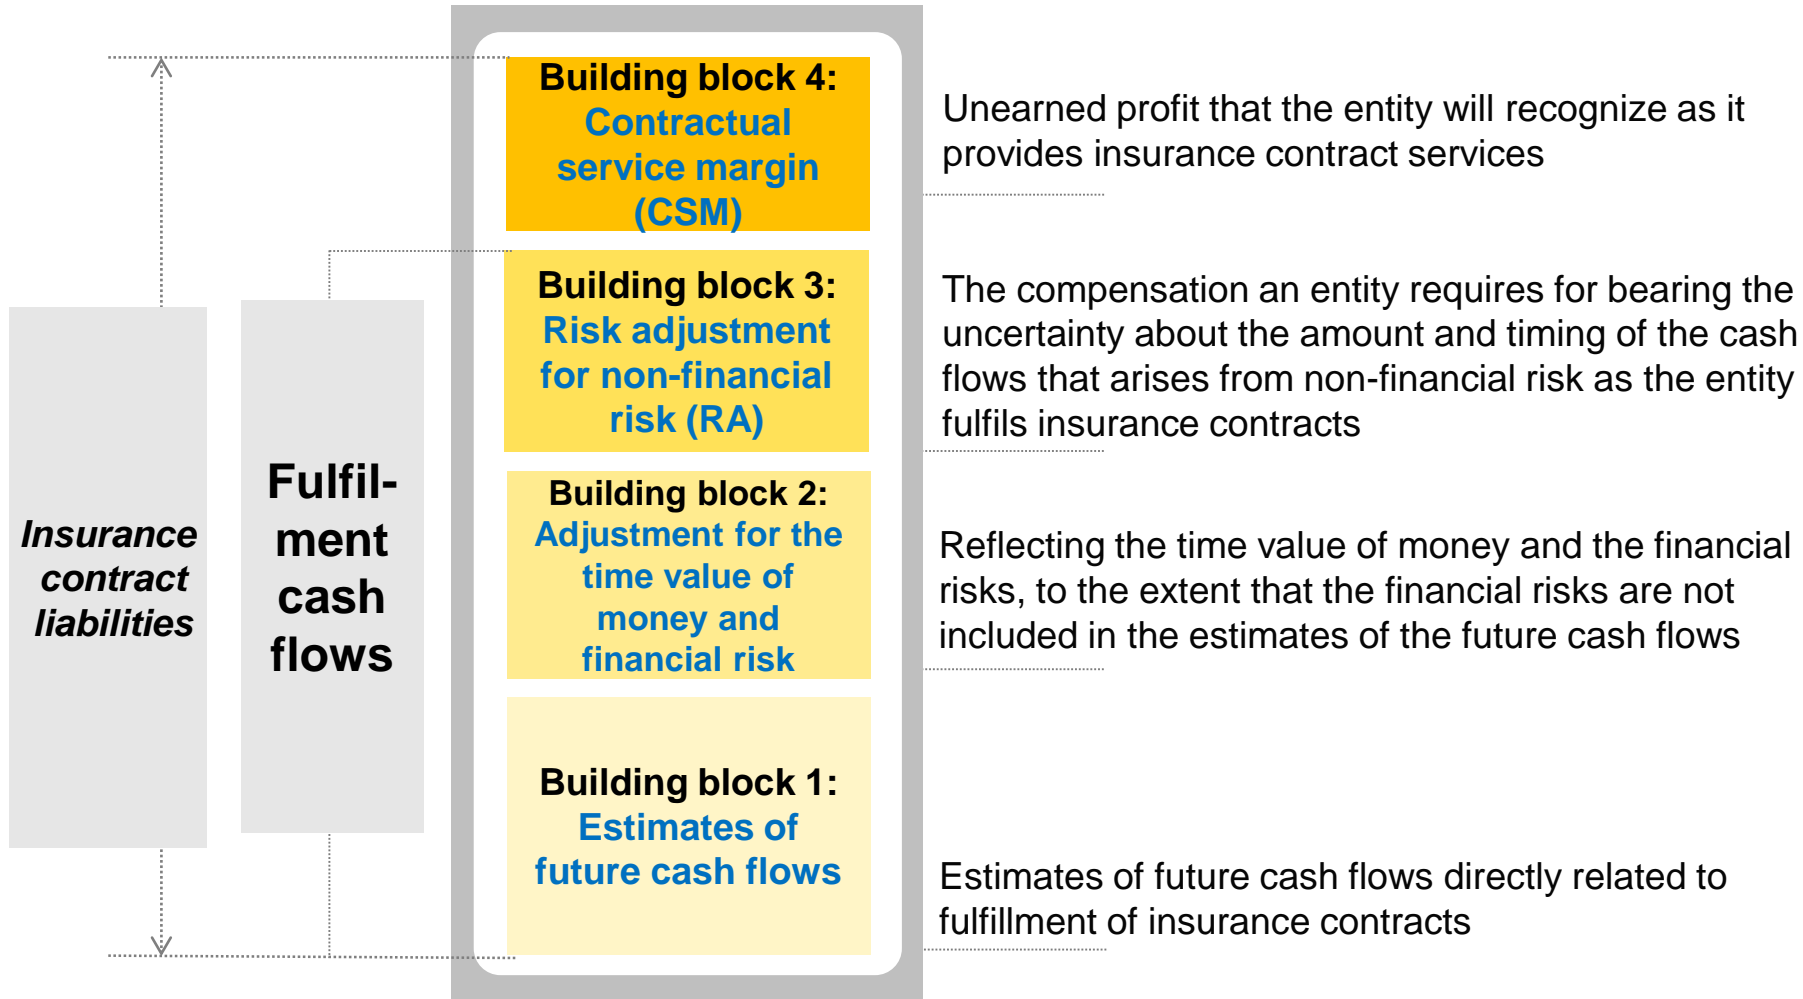 Insurance
contract
liabilities
Fulfil-
ment
cash
flows
Building block 4:
Contractual
service margin
(CSM)
Unearned profit that the entity will recognize as it
provides insurance contract services
Building block 3:
Risk adjustment
for non-financial
risk (RA)
The compensation an entity requires for bearing the
uncertainty about the amount and timing of the cash
flows that arises from non-financial risk as the entity
fulfils insurance contracts
Building block 2:
Adjustment for the
time value of
money and
financial risk
Reflecting the time value of money and the financial
risks, to the extent that the financial risks are not
included in the estimates of the future cash flows
Building block 1:
Estimates of
future cash flows
Estimates of future cash flows directly related to
fulfillment of insurance contracts